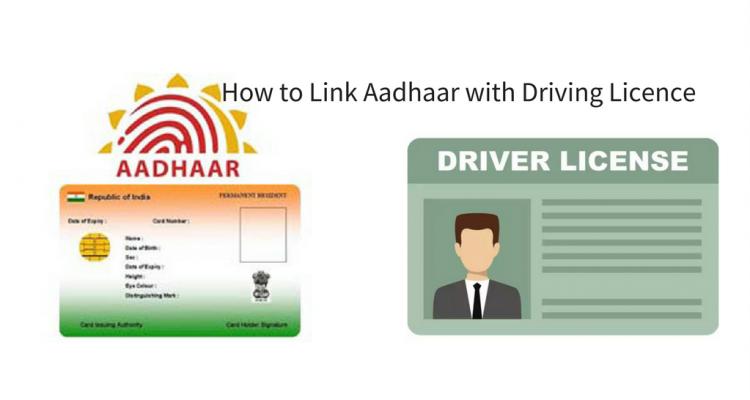 How to Link Aadhaar with Driving Licence
AADHAAR
Republic of India
PERMANENT RESIDENT
Date of Expiry :
Card Number :
Name :
Date of Birth :
Sex :
Date of Expiry :
Height :
Eye Colour :
Distinguishing Mark :
Card Issuing Authority
Card Holder Signature
DRIVER LICENSE